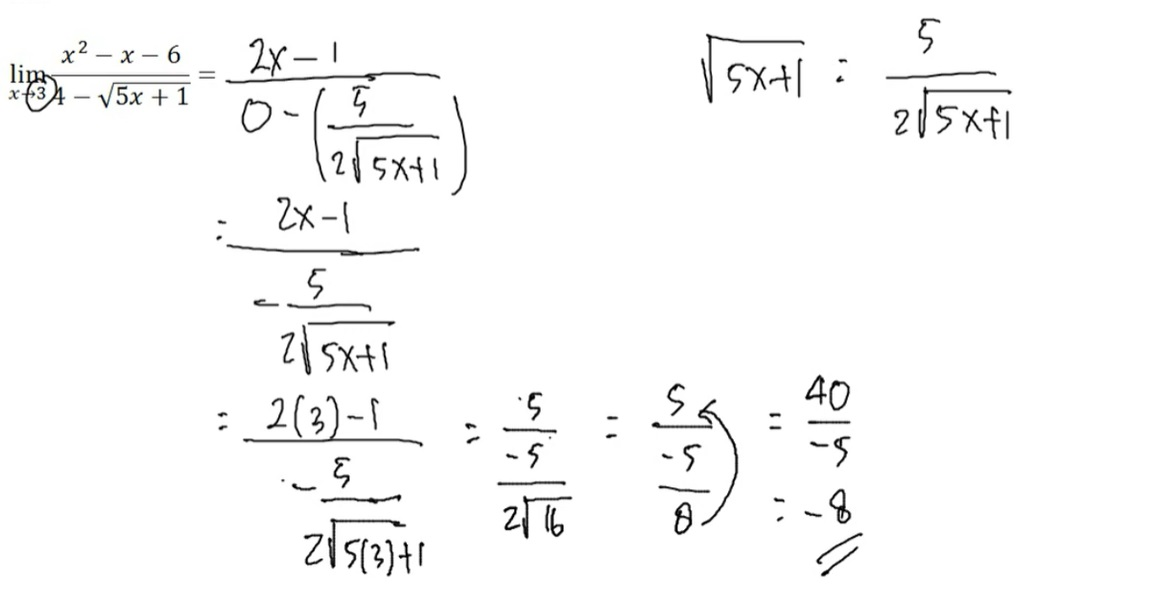 lim x→3 (x² − x − 6)/(4 − √(5x + 1)) = (2x − 1)/(0 − (5/(2√(5x+1))))
√(5x+1) : 5/(2√(5x+1))
= (2x − 1)/(−5/(2√(5x+1)))
= (2(3) − 1)/(−5/(2√(5(3)+1))) = 5/(−5/(2√16)) = 5/(−5/8) = 40/−5
= −8